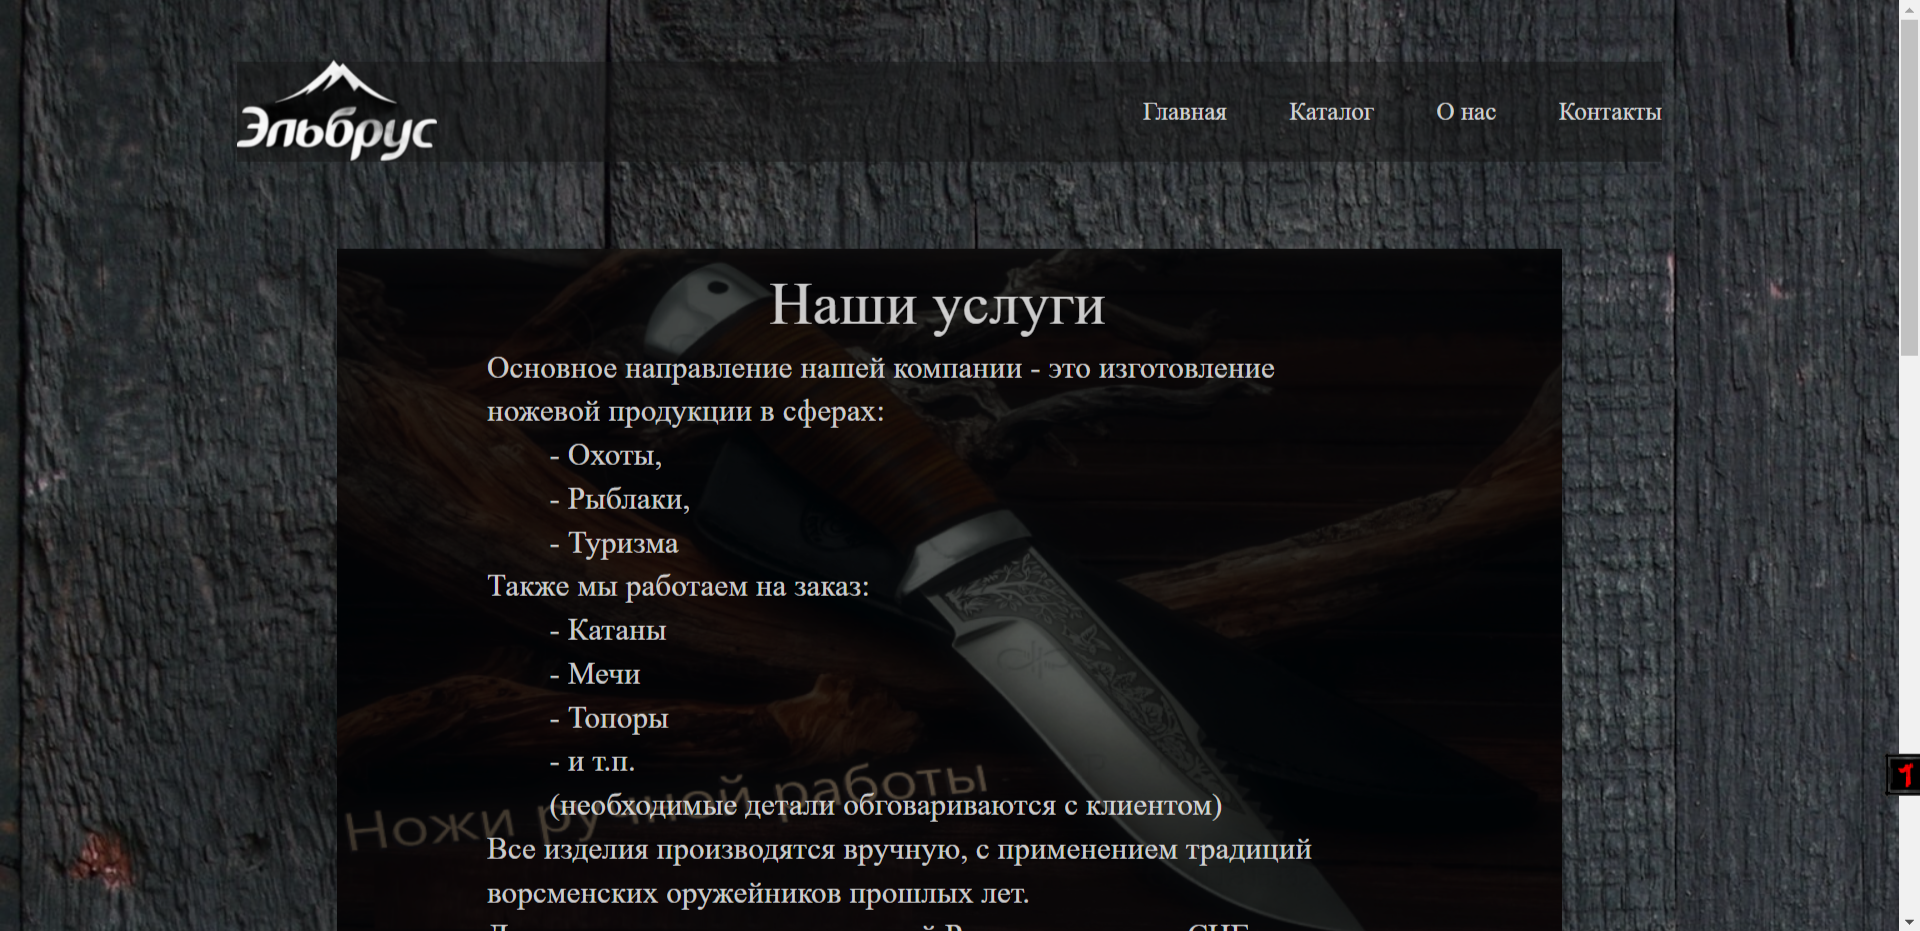 Эльбрус
Главная Каталог О нас Контакты
Наши услуги
Основное направление нашей компании - это изготовление
ножевой продукции в сферах:
- Охоты,
- Рыблаки,
- Туризма
Также мы работаем на заказ:
- Катаны
- Мечи
- Топоры
- и т.п.
Ножи ручной работы
(необходимые детали обговариваются с клиентом)
Все изделия производятся вручную, с применением традиций
ворсменских оружейников прошлых лет.